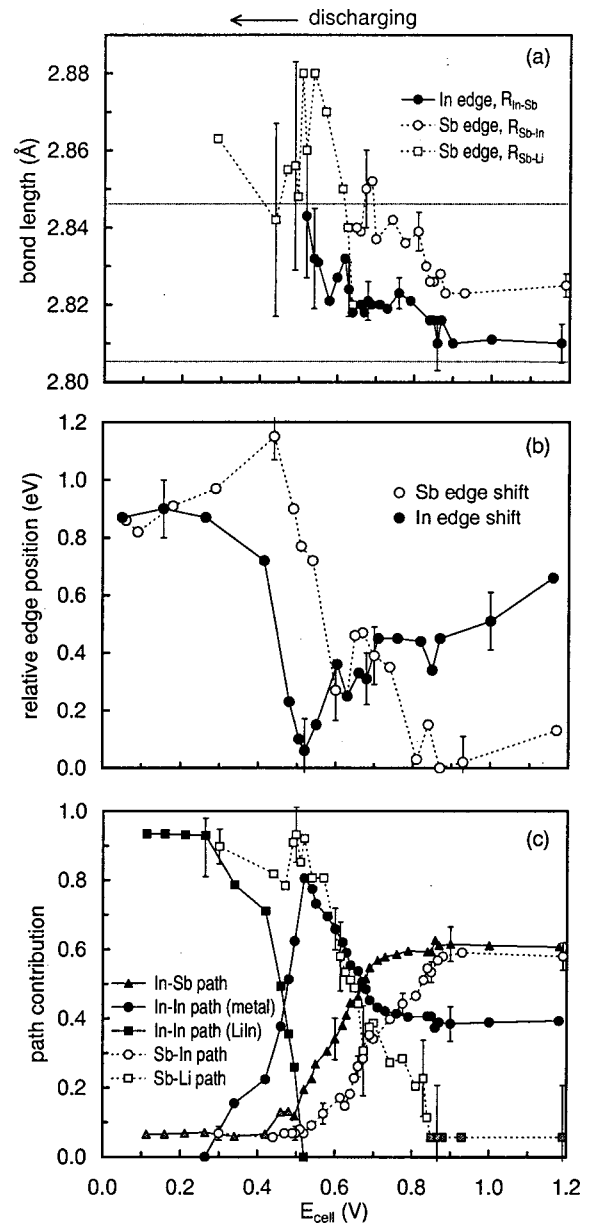 discharging
(a)
2.88
2.86
2.84
2.82
2.80
bond length (Å)
In edge, R_In-Sb
Sb edge, R_Sb-In
Sb edge, R_Sb-Li
(b)
1.2
1.0
0.8
0.6
0.4
0.2
0.0
relative edge position (eV)
Sb edge shift
In edge shift
(c)
1.0
0.8
0.6
0.4
0.2
0.0
path contribution
In-Sb path
In-In path (metal)
In-In path (LiIn)
Sb-In path
Sb-Li path
0.0 0.2 0.4 0.6 0.8 1.0 1.2
E_cell (V)